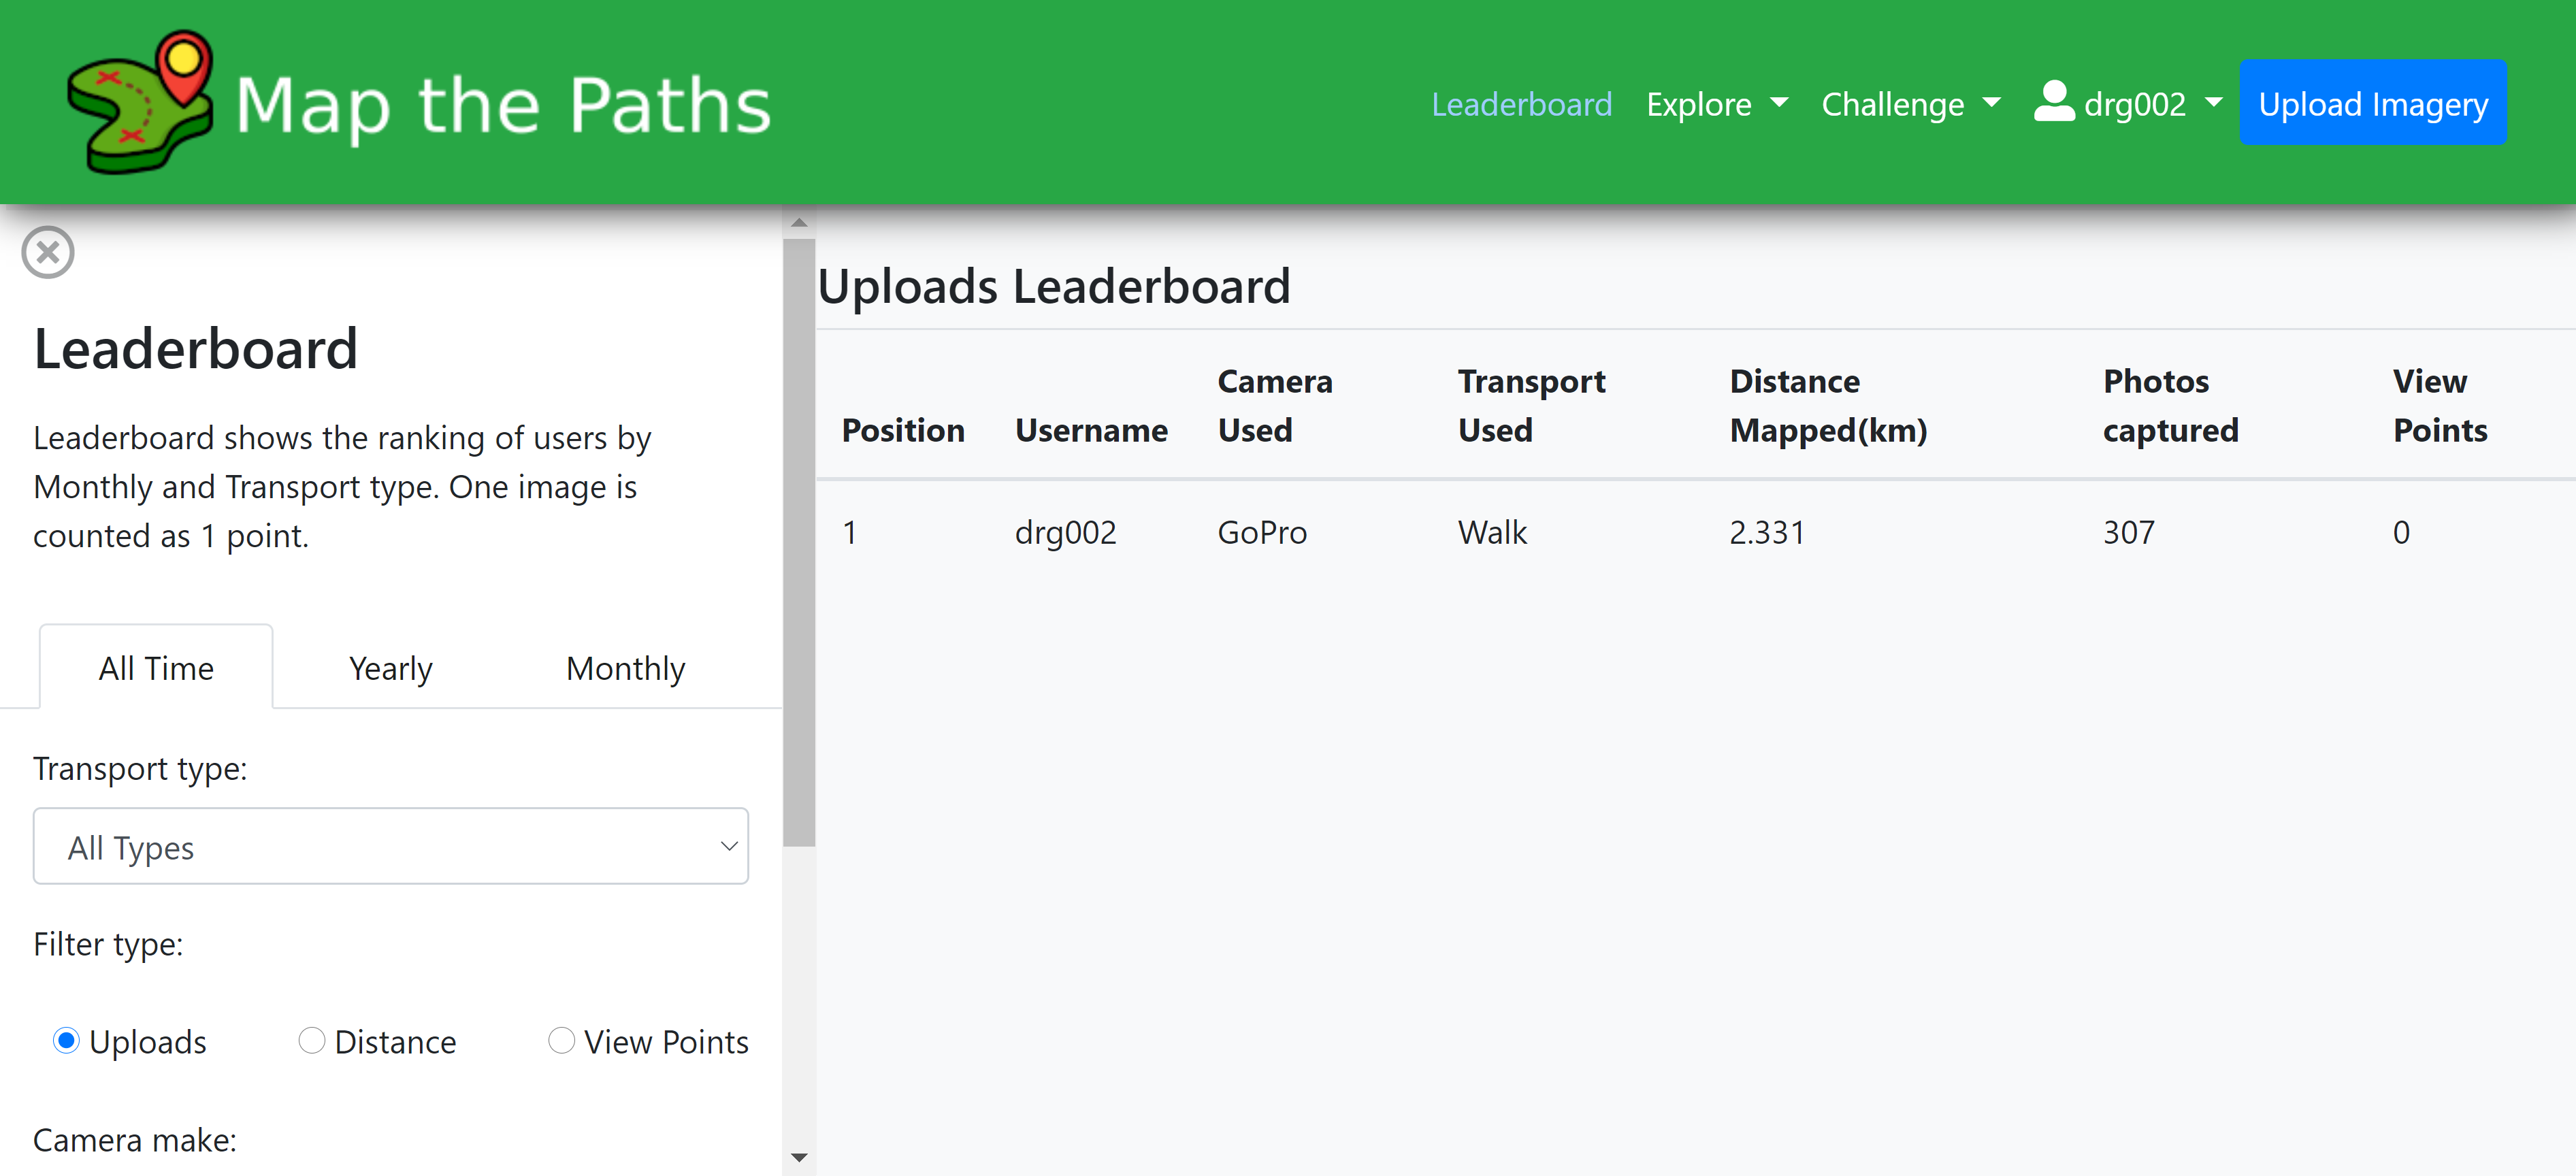 Map the Paths
Leaderboard Explore Challenge drg002 Upload Imagery
Leaderboard
Leaderboard shows the ranking of users by
Monthly and Transport type. One image is
counted as 1 point.
All Time Yearly Monthly
Transport type:
All Types
Filter type:
Uploads Distance View Points
Camera make:
Uploads Leaderboard
Position Username Camera Used Transport Used Distance Mapped(km) Photos captured View Points
1 drg002 GoPro Walk 2.331 307 0